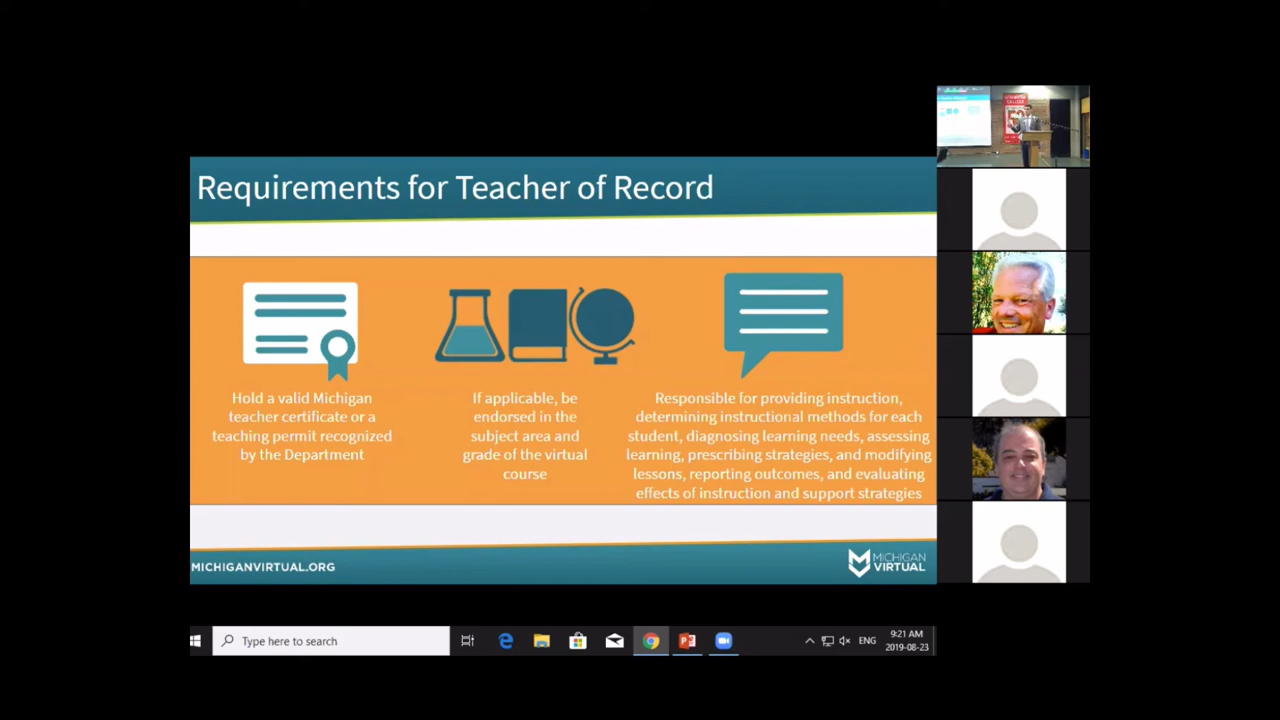 Requirements for Teacher of Record
Hold a valid Michigan
teacher certificate or a
teaching permit recognized
by the Department
If applicable, be
endorsed in the
subject area and
grade of the virtual
course
Responsible for providing instruction,
determining instructional methods for each
student, diagnosing learning needs, assessing
learning, prescribing strategies, and modifying
lessons, reporting outcomes, and evaluating
effects of instruction and support strategies
MICHIGANVIRTUAL.ORG
MICHIGAN
VIRTUAL
Type here to search
ENG
9:21 AM
2019-08-23